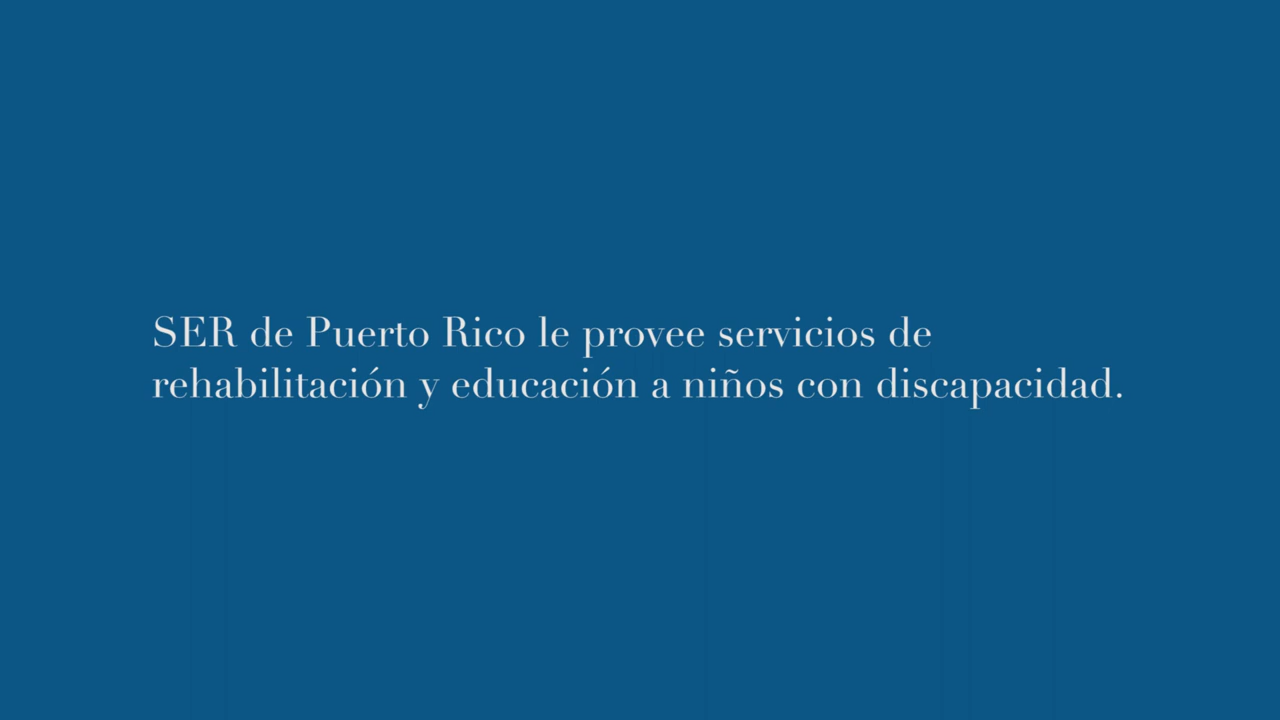 SER de Puerto Rico le provee servicios de
rehabilitación y educación a niños con discapacidad.